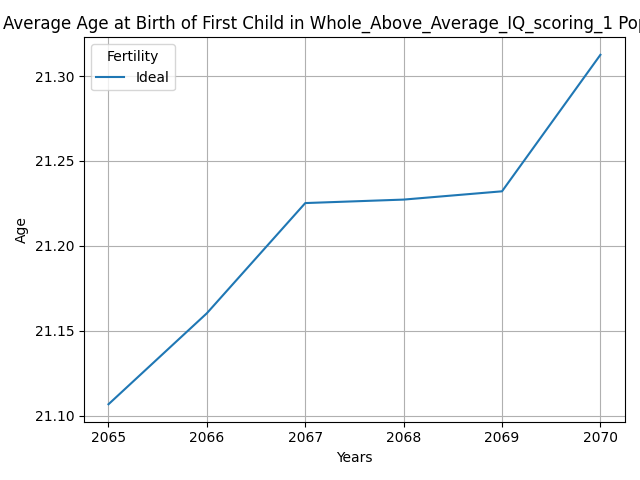 Average Age at Birth of First Child in Whole_Above_Average_IQ_scoring_1
Fertility
Ideal
21.30
21.25
21.20
21.15
21.10
Age
2065 2066 2067 2068 2069 2070
Years